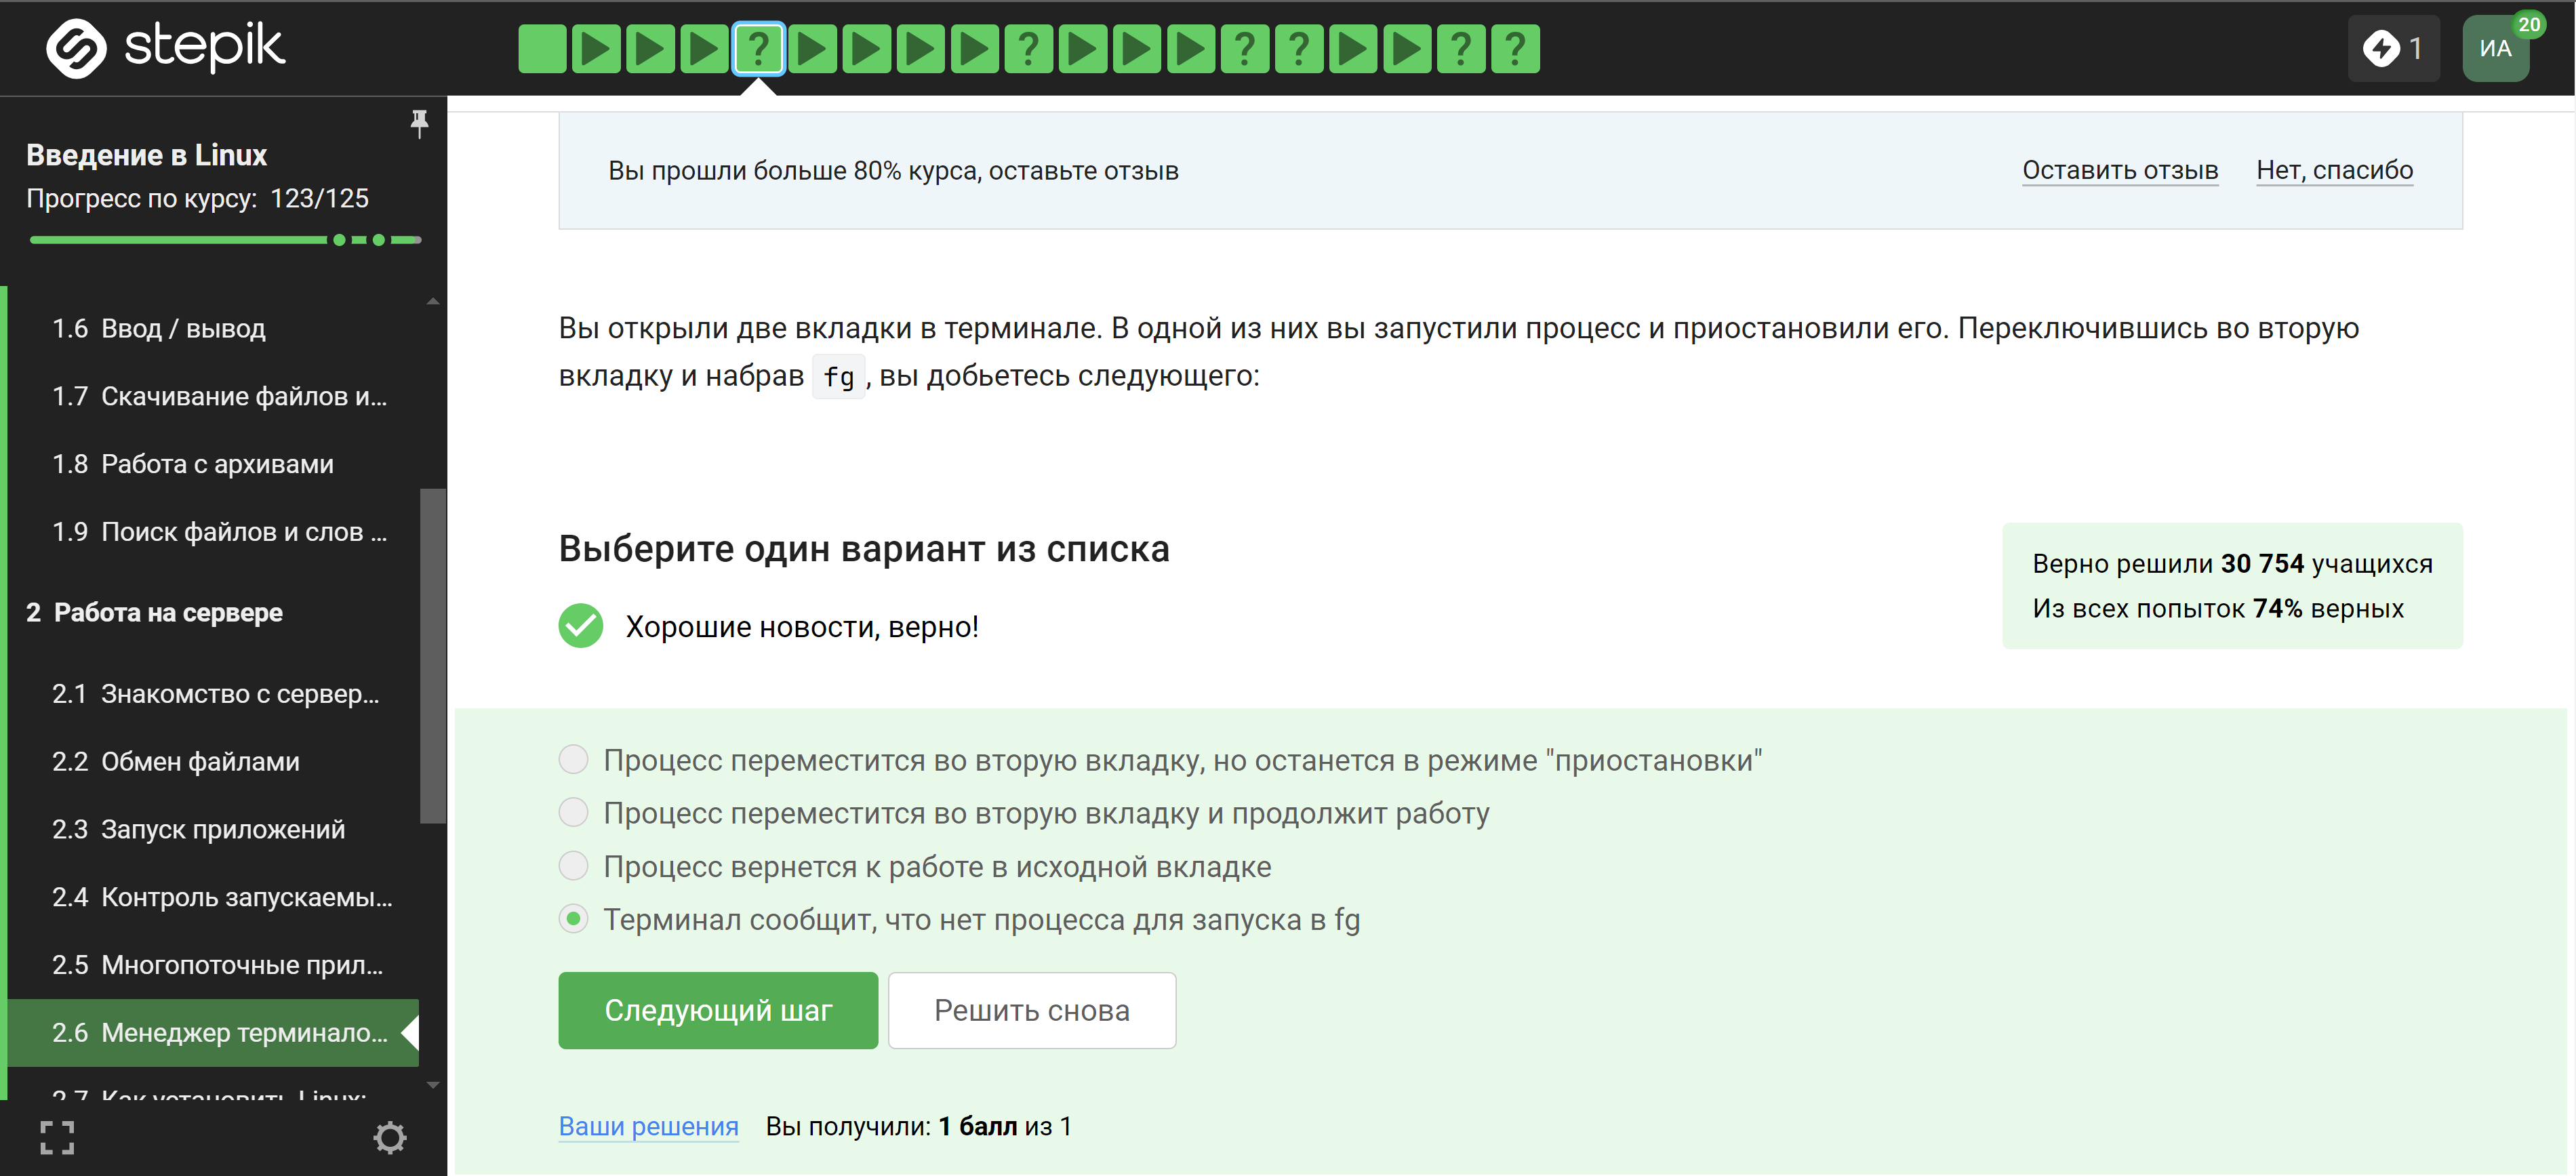 stepik
?
?
?
?
?
?
1
ИА
20
Введение в Linux
Прогресс по курсу: 123/125
1.6 Ввод / вывод
1.7 Скачивание файлов и...
1.8 Работа с архивами
1.9 Поиск файлов и слов ...
2 Работа на сервере
2.1 Знакомство с сервер...
2.2 Обмен файлами
2.3 Запуск приложений
2.4 Контроль запускаемы...
2.5 Многопоточные прил...
2.6 Менеджер терминало...
2.7 Как установить Linux:
Вы прошли больше 80% курса, оставьте отзыв
Оставить отзыв
Нет, спасибо
Вы открыли две вкладки в терминале. В одной из них вы запустили процесс и приостановили его. Переключившись во вторую
вкладку и набрав fg, вы добьетесь следующего:
Выберите один вариант из списка
Верно решили 30 754 учащихся
Из всех попыток 74% верных
Хорошие новости, верно!
Процесс переместится во вторую вкладку, но останется в режиме "приостановки"
Процесс переместится во вторую вкладку и продолжит работу
Процесс вернется к работе в исходной вкладке
Терминал сообщит, что нет процесса для запуска в fg
Следующий шаг
Решить снова
Ваши решения
Вы получили: 1 балл из 1